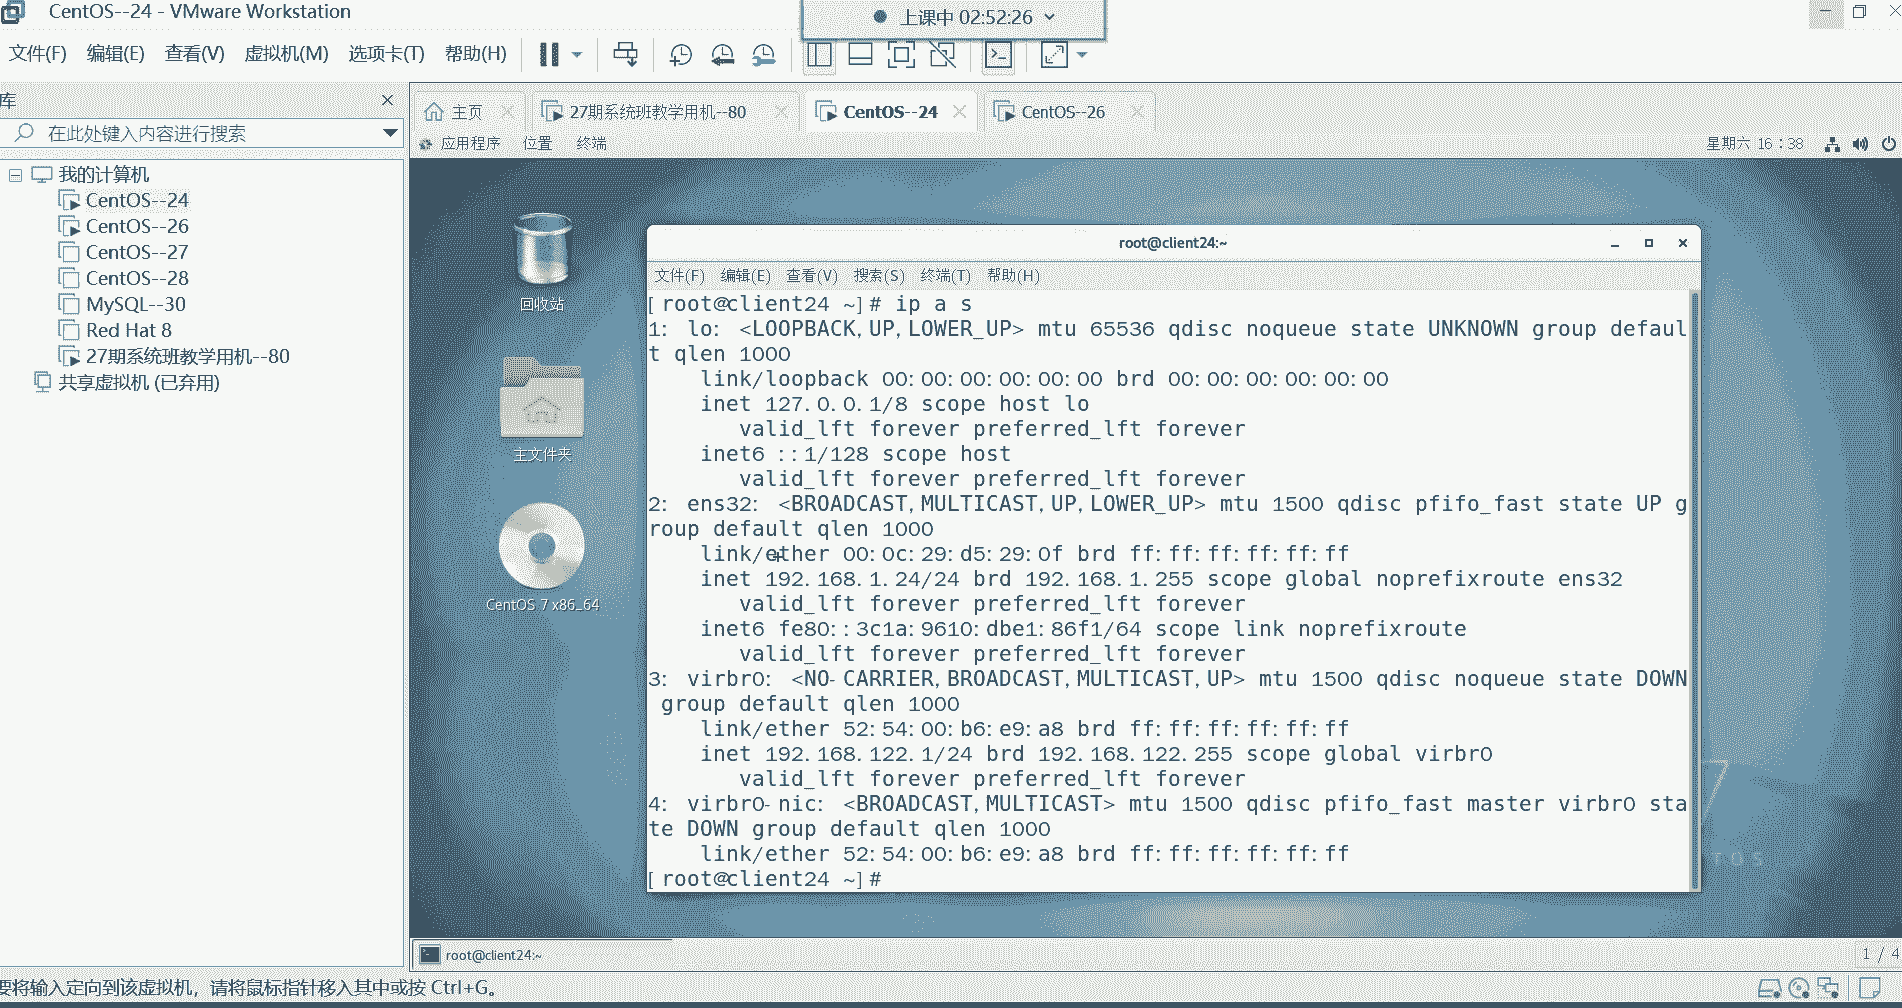 CentOS--24 - VMware Workstation
上课中 02:52:26
文件(F) 编辑(E) 查看(V) 虚拟机(M) 选项卡(T) 帮助(H)
库
在此处键入内容进行搜索
我的计算机
CentOS--24
CentOS--26
CentOS--27
CentOS--28
MySQL--30
Red Hat 8
27期系统班教学用机--80
共享虚拟机 (已弃用)
主页 27期系统班教学用机--80 CentOS--24 CentOS--26
应用程序 位置 终端 星期六 16:38
回收站
主文件夹
CentOS 7 x86_64
root@client24:~
文件(F) 编辑(E) 查看(V) 搜索(S) 终端(T) 帮助(H)
[root@client24 ~]# ip a s
1: lo: <LOOPBACK,UP,LOWER_UP> mtu 65536 qdisc noqueue state UNKNOWN group defaul
t qlen 1000
link/loopback 00:00:00:00:00:00 brd 00:00:00:00:00:00
inet 127.0.0.1/8 scope host lo
valid_lft forever preferred_lft forever
inet6 ::1/128 scope host
valid_lft forever preferred_lft forever
2: ens32: <BROADCAST,MULTICAST,UP,LOWER_UP> mtu 1500 qdisc pfifo_fast state UP g
roup default qlen 1000
link/ether 00:0c:29:d5:29:0f brd ff:ff:ff:ff:ff:ff
inet 192.168.1.24/24 brd 192.168.1.255 scope global noprefixroute ens32
valid_lft forever preferred_lft forever
inet6 fe80::3c1a:9610:dbe1:86f1/64 scope link noprefixroute
valid_lft forever preferred_lft forever
3: virbr0: <NO-CARRIER,BROADCAST,MULTICAST,UP> mtu 1500 qdisc noqueue state DOWN
group default qlen 1000
link/ether 52:54:00:b6:e9:a8 brd ff:ff:ff:ff:ff:ff
inet 192.168.122.1/24 brd 192.168.122.255 scope global virbr0
valid_lft forever preferred_lft forever
4: virbr0-nic: <BROADCAST,MULTICAST> mtu 1500 qdisc pfifo_fast master virbr0 sta
te DOWN group default qlen 1000
link/ether 52:54:00:b6:e9:a8 brd ff:ff:ff:ff:ff:ff
[root@client24 ~]#
7
TOS
root@client24:~
1 / 4
要将输入定向到该虚拟机，请将鼠标指针移入其中或按 Ctrl+G。